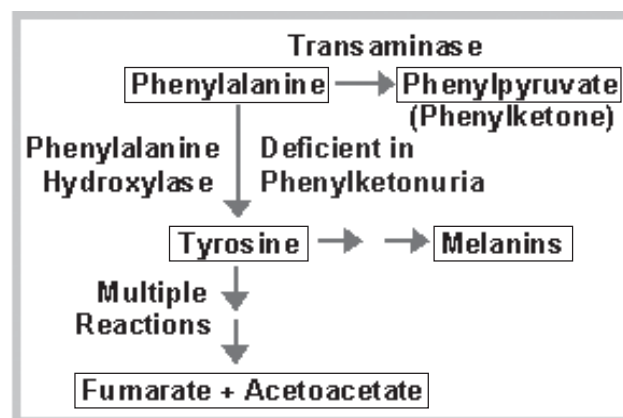 Transaminase
Phenylalanine Phenylpyruvate
(Phenylketone)
Phenylalanine Deficient in
Hydroxylase Phenylketonuria
Tyrosine Melanins
Multiple
Reactions
Fumarate + Acetoacetate